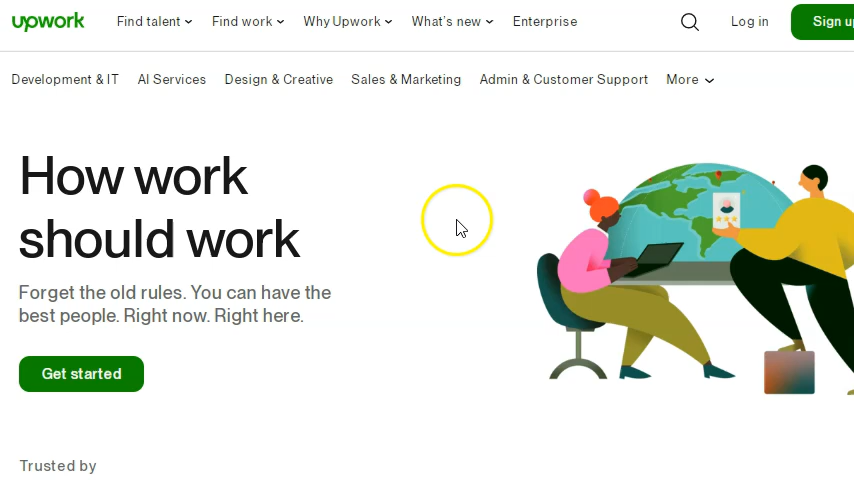 upwork Find talent Find work Why Upwork What's new Enterprise Log in Sign
Development & IT AI Services Design & Creative Sales & Marketing Admin & Customer Support More
How work
should work
Forget the old rules. You can have the
best people. Right now. Right here.
Get started
Trusted by